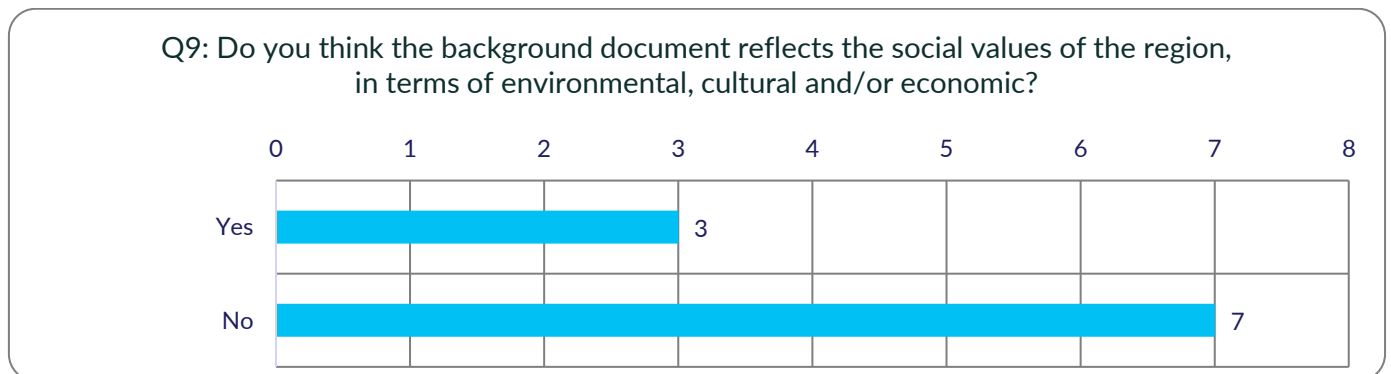 Q9: Do you think the background document reflects the social values of the region,
in terms of environmental, cultural and/or economic?
0 1 2 3 4 5 6 7 8
Yes 3
No 7